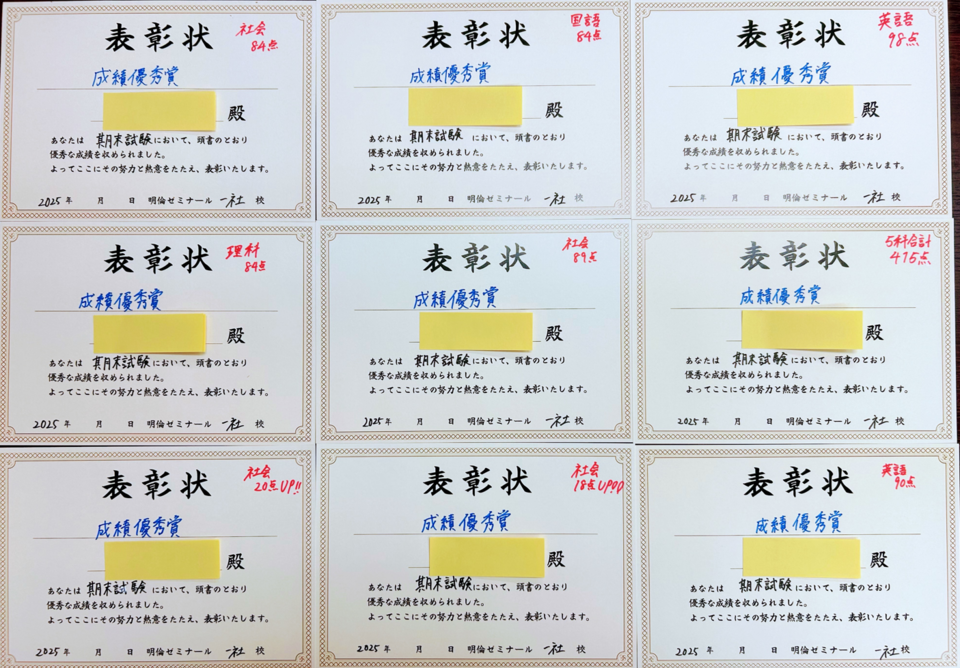 表彰状
社会
84点
成績優秀賞
殿
あなたは 期末試験 において、頭書のとおり
優秀な成績を収められました。
よってここにその努力と熱意をたたえ、表彰いたします。
2025年 月 日 明倫ゼミナール 一社 校
表彰状
国語
84点
成績優秀賞
殿
あなたは 期末試験 において、頭書のとおり
優秀な成績を収められました。
よってここにその努力と熱意をたたえ、表彰いたします。
2025年 月 日 明倫ゼミナール 一社 校
表彰状
英語
98点
成績優秀賞
殿
あなたは 期末試験 において、頭書のとおり
優秀な成績を収められました。
よってここにその努力と熱意をたたえ、表彰いたします。
2025年 月 日 明倫ゼミナール 一社 校
表彰状
理科
84点
成績優秀賞
殿
あなたは 期末試験 において、頭書のとおり
優秀な成績を収められました。
よってここにその努力と熱意をたたえ、表彰いたします。
2025年 月 日 明倫ゼミナール 一社 校
表彰状
社会
89点
成績優秀賞
殿
あなたは 期末試験 において、頭書のとおり
優秀な成績を収められました。
よってここにその努力と熱意をたたえ、表彰いたします。
2025年 月 日 明倫ゼミナール 一社 校
表彰状
5科合計
415点
成績優秀賞
殿
あなたは 期末試験 において、頭書のとおり
優秀な成績を収められました。
よってここにその努力と熱意をたたえ、表彰いたします。
2025年 月 日 明倫ゼミナール 一社 校
表彰状
社会
20点UP!!
成績優秀賞
殿
あなたは 期末試験 において、頭書のとおり
優秀な成績を収められました。
よってここにその努力と熱意をたたえ、表彰いたします。
2025年 月 日 明倫ゼミナール 一社 校
表彰状
社会
18点UP!!
成績優秀賞
殿
あなたは 期末試験 において、頭書のとおり
優秀な成績を収められました。
よってここにその努力と熱意をたたえ、表彰いたします。
2025年 月 日 明倫ゼミナール 一社 校
表彰状
英語
90点
成績優秀賞
殿
あなたは 期末試験 において、頭書のとおり
優秀な成績を収められました。
よってここにその努力と熱意をたたえ、表彰いたします。
2025年 月 日 明倫ゼミナール 一社 校